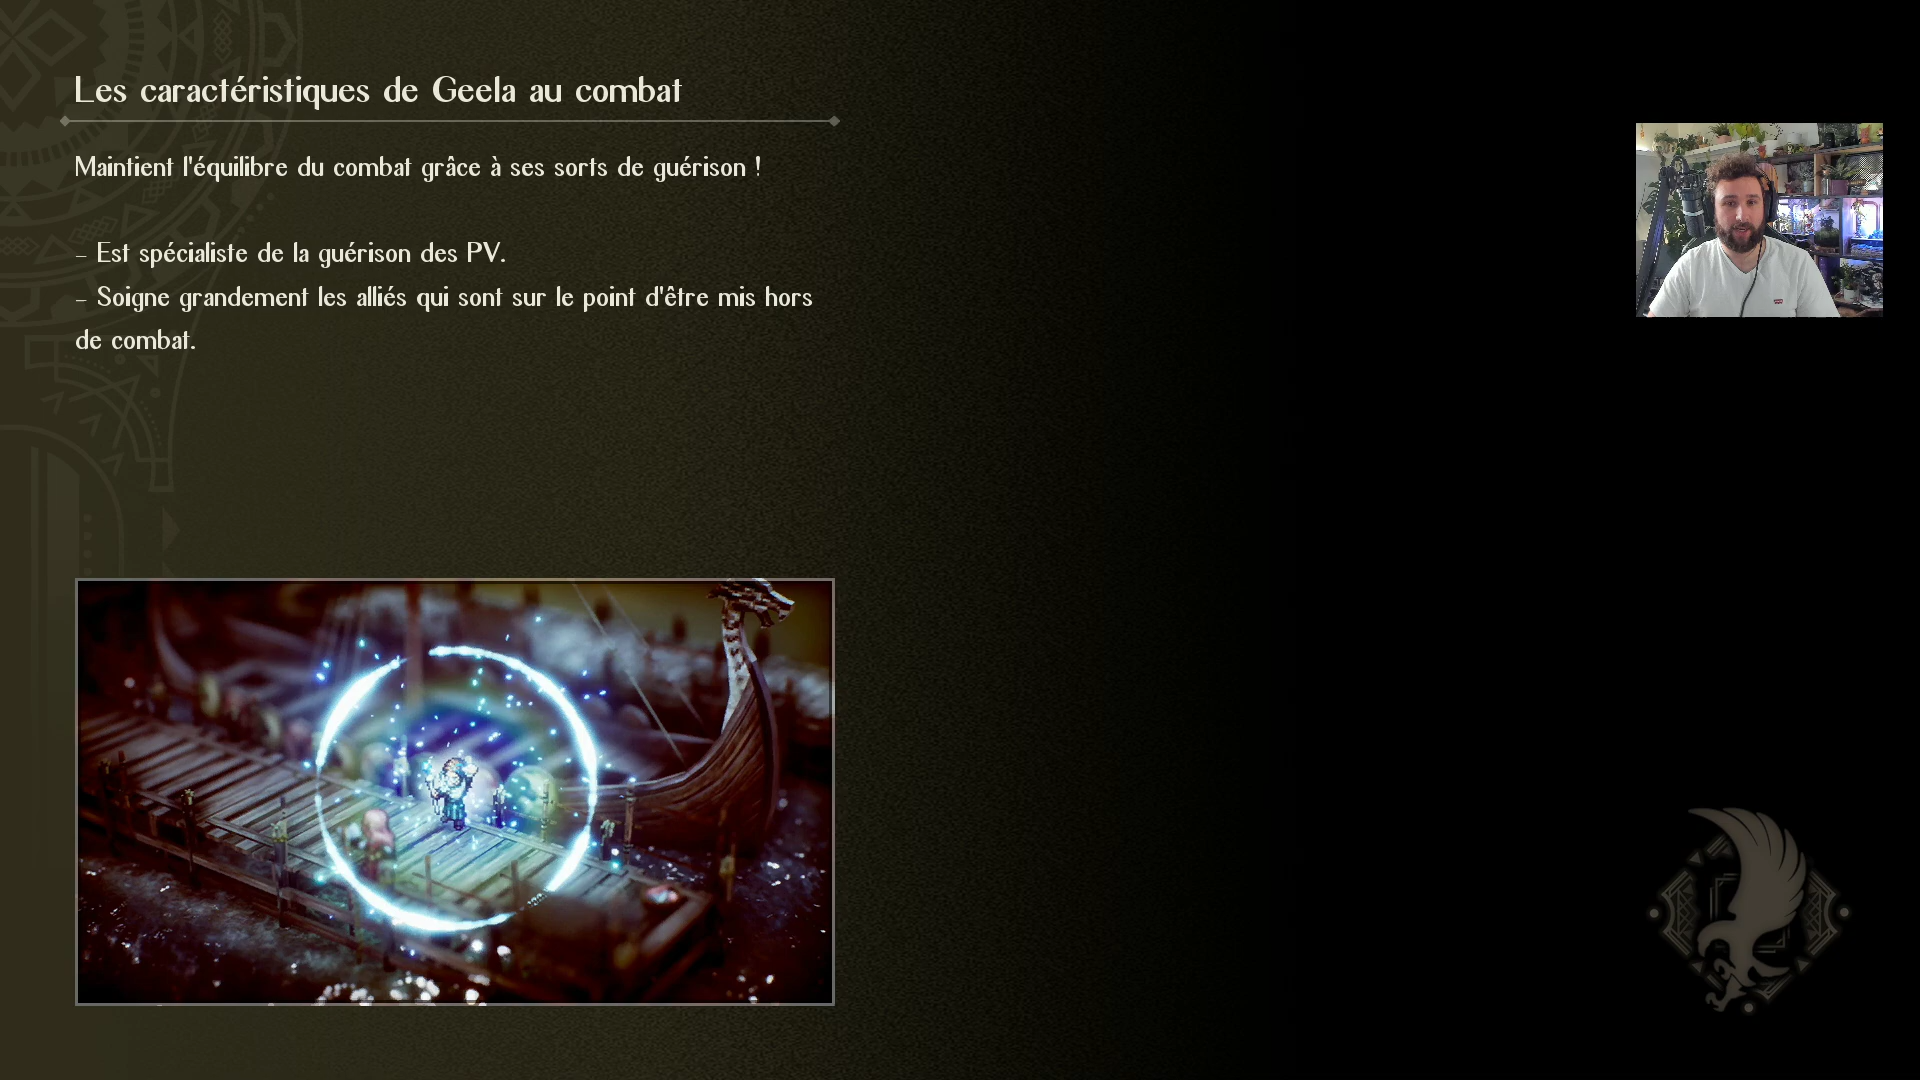 Les caractéristiques de Geela au combat
Maintient l'équilibre du combat grâce à ses sorts de guérison !
– Est spécialiste de la guérison des PV.
– Soigne grandement les alliés qui sont sur le point d'être mis hors
de combat.